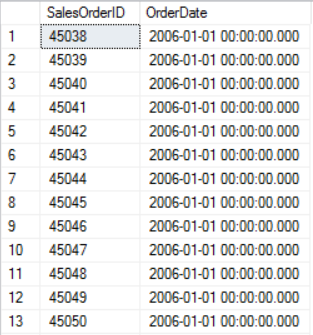 SalesOrderID OrderDate
1 45038 2006-01-01 00:00:00.000
2 45039 2006-01-01 00:00:00.000
3 45040 2006-01-01 00:00:00.000
4 45041 2006-01-01 00:00:00.000
5 45042 2006-01-01 00:00:00.000
6 45043 2006-01-01 00:00:00.000
7 45044 2006-01-01 00:00:00.000
8 45045 2006-01-01 00:00:00.000
9 45046 2006-01-01 00:00:00.000
10 45047 2006-01-01 00:00:00.000
11 45048 2006-01-01 00:00:00.000
12 45049 2006-01-01 00:00:00.000
13 45050 2006-01-01 00:00:00.000